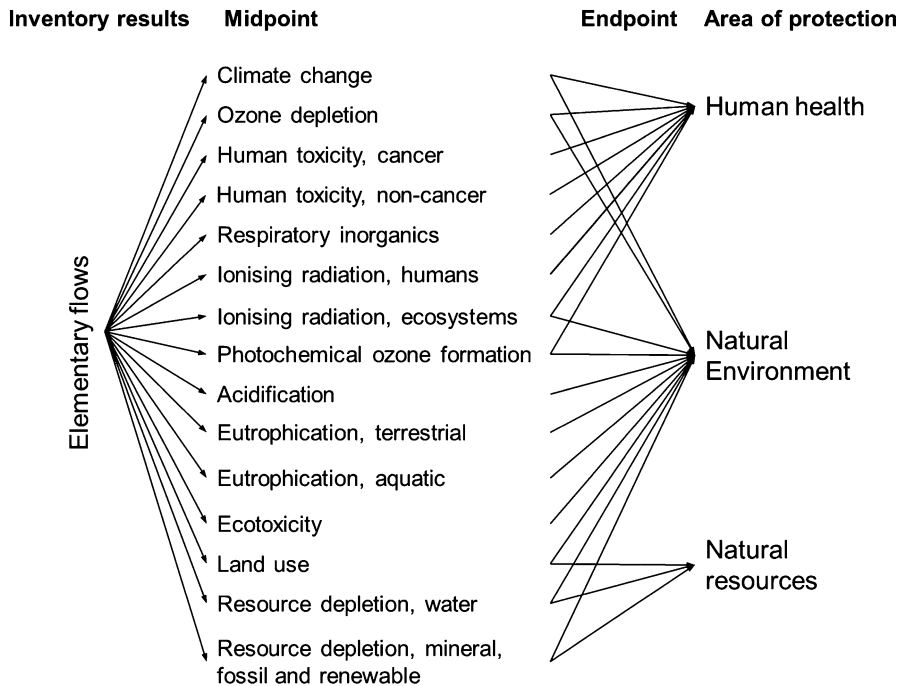 Inventory results
Midpoint
Endpoint
Area of protection
Elementary flows
Climate change
Ozone depletion
Human toxicity, cancer
Human toxicity, non-cancer
Respiratory inorganics
Ionising radiation, humans
Ionising radiation, ecosystems
Photochemical ozone formation
Acidification
Eutrophication, terrestrial
Eutrophication, aquatic
Ecotoxicity
Land use
Resource depletion, water
Resource depletion, mineral,
fossil and renewable
Human health
Natural
Environment
Natural
resources